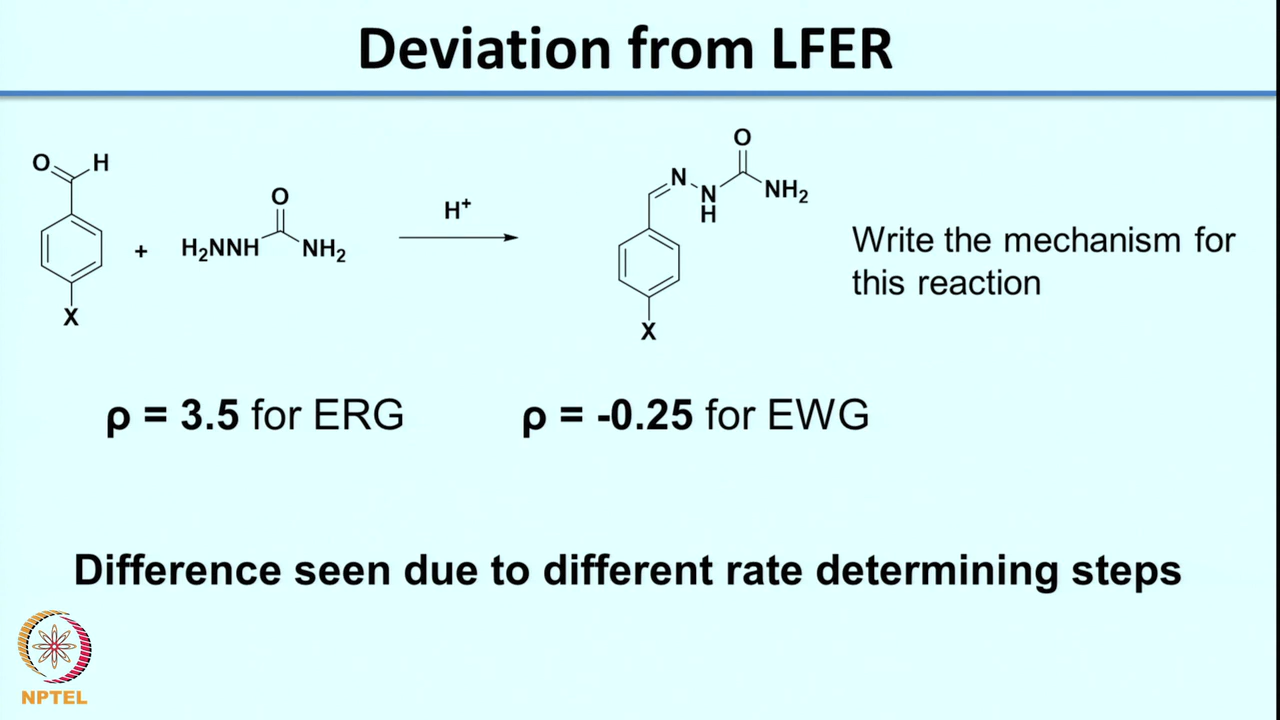 Deviation from LFER
O H
X
+
H₂NNH
O
NH₂
H⁺
O
N
N
H
NH₂
X
Write the mechanism for
this reaction
ρ = 3.5 for ERG
ρ = -0.25 for EWG
Difference seen due to different rate determining steps
NPTEL